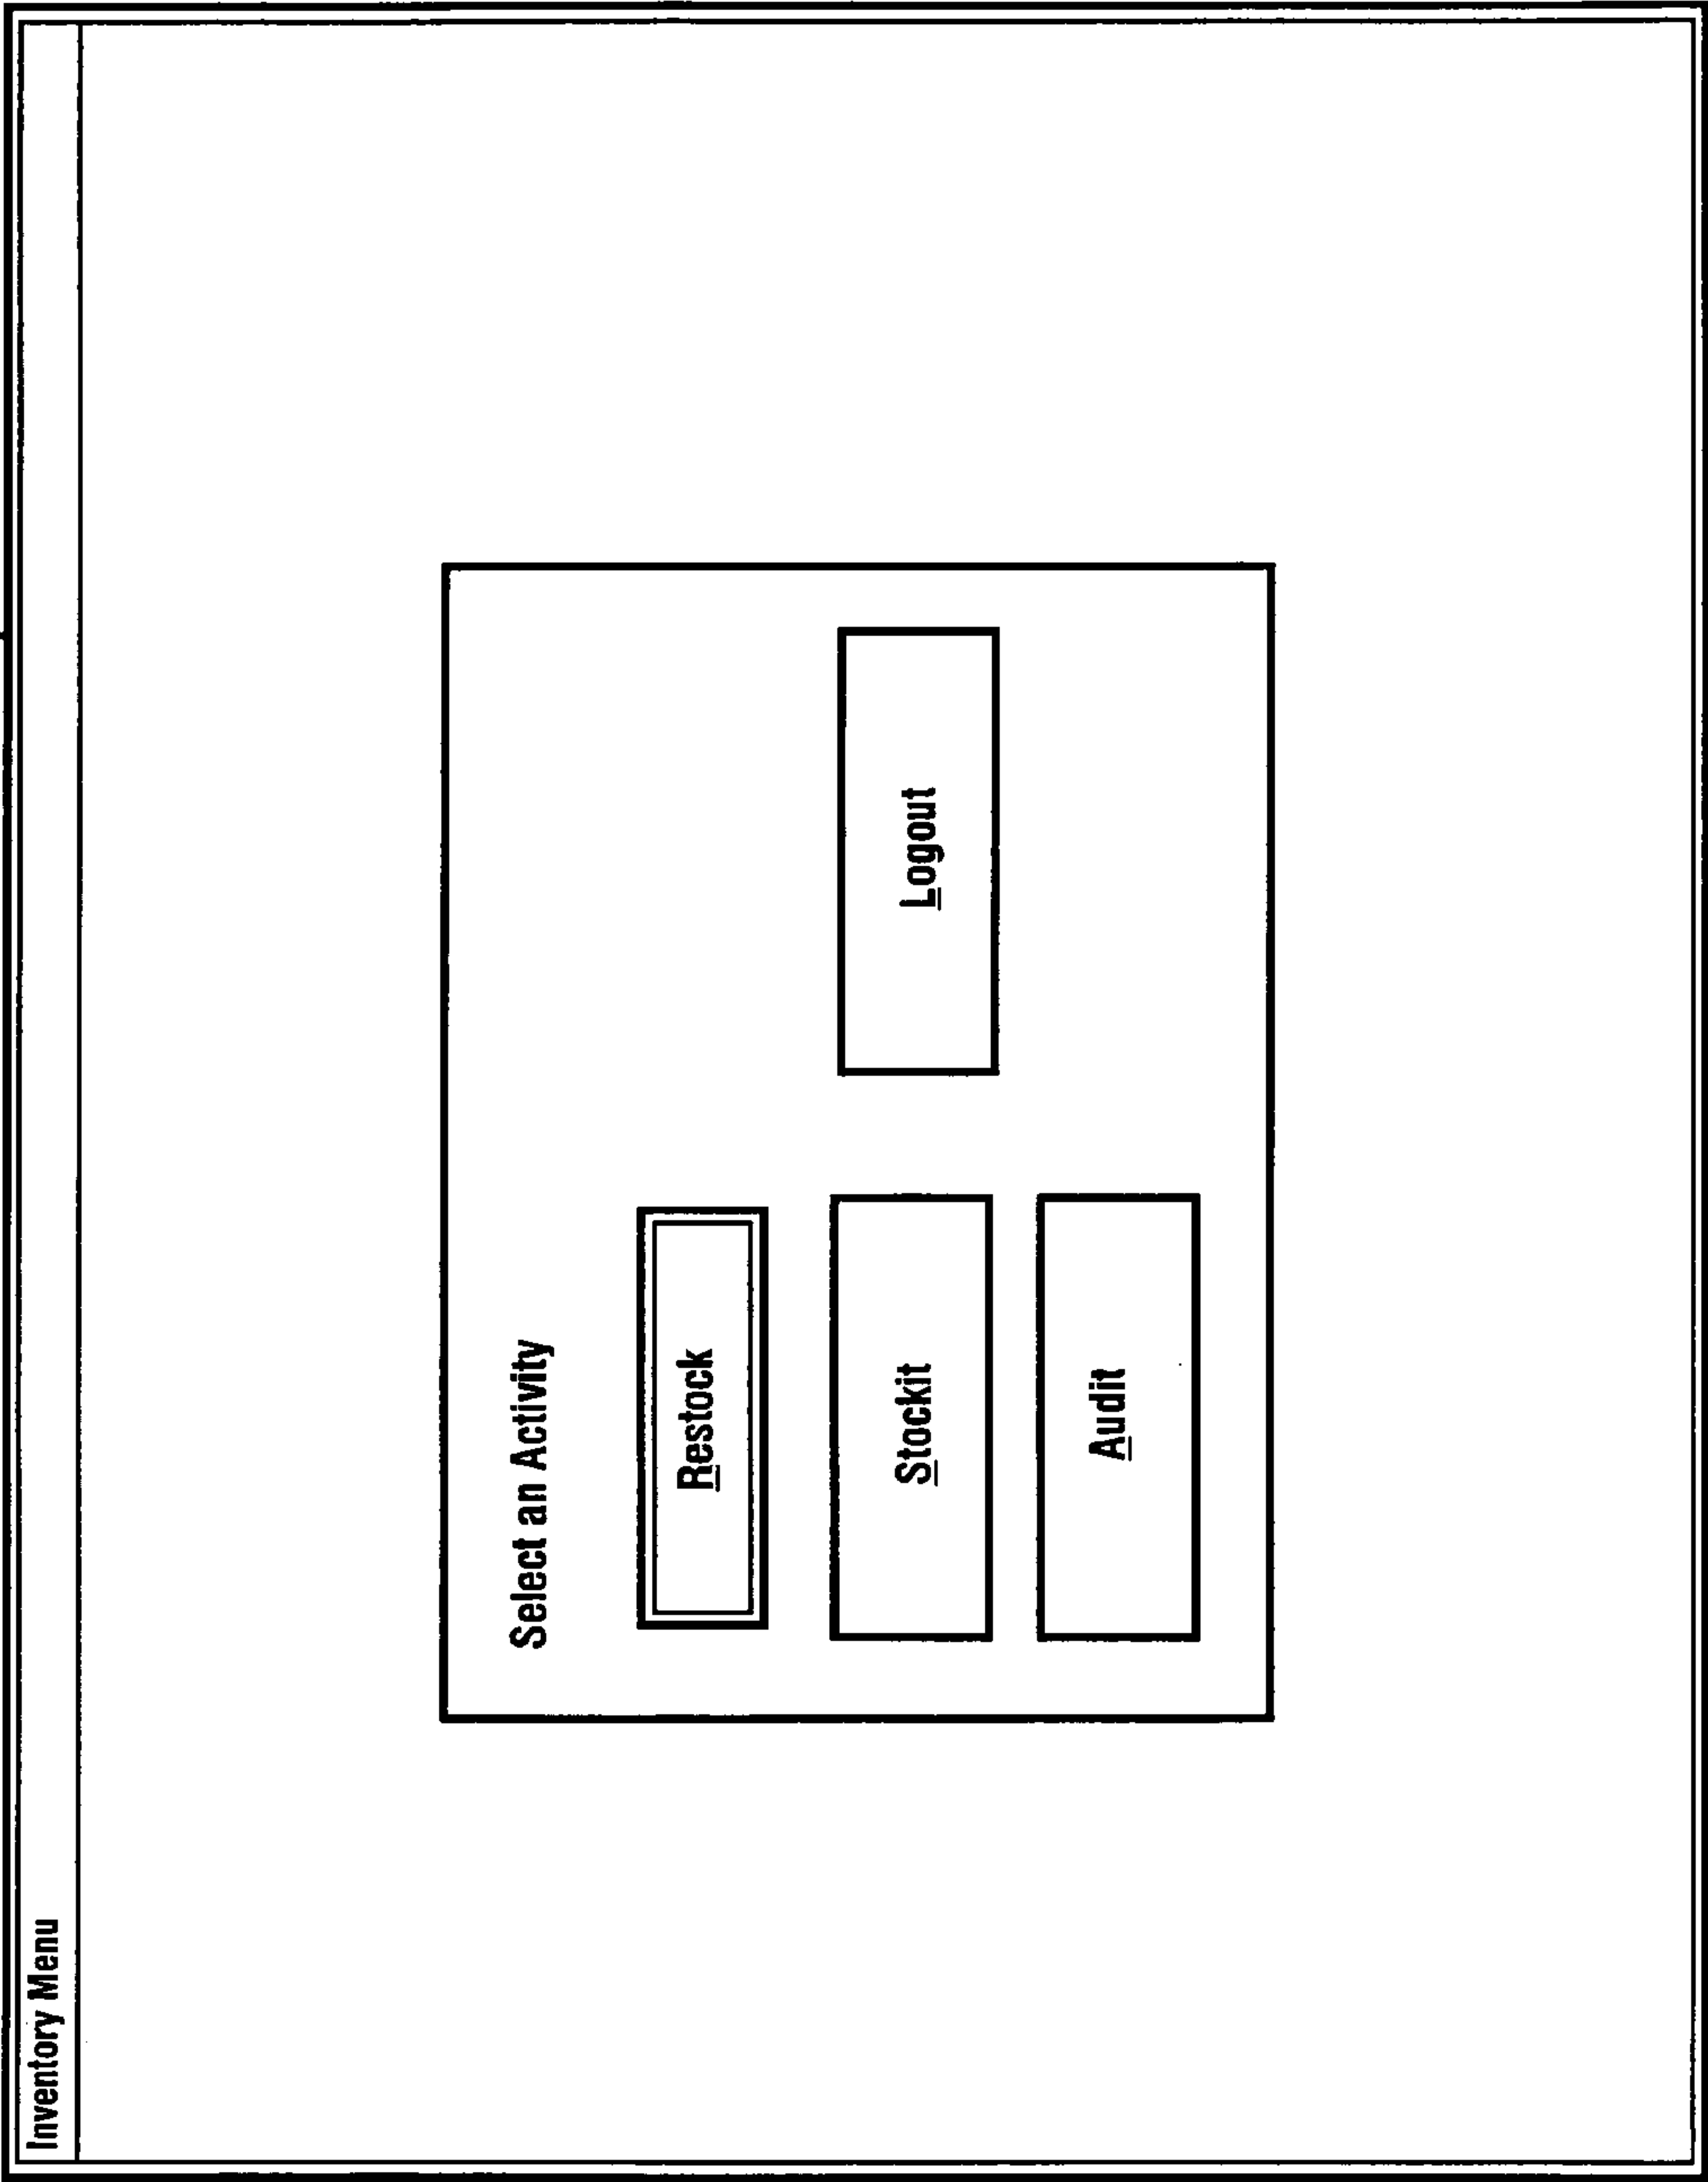 Inventory Menu
Select an Activity
Restock
Stockit
Logout
Audit